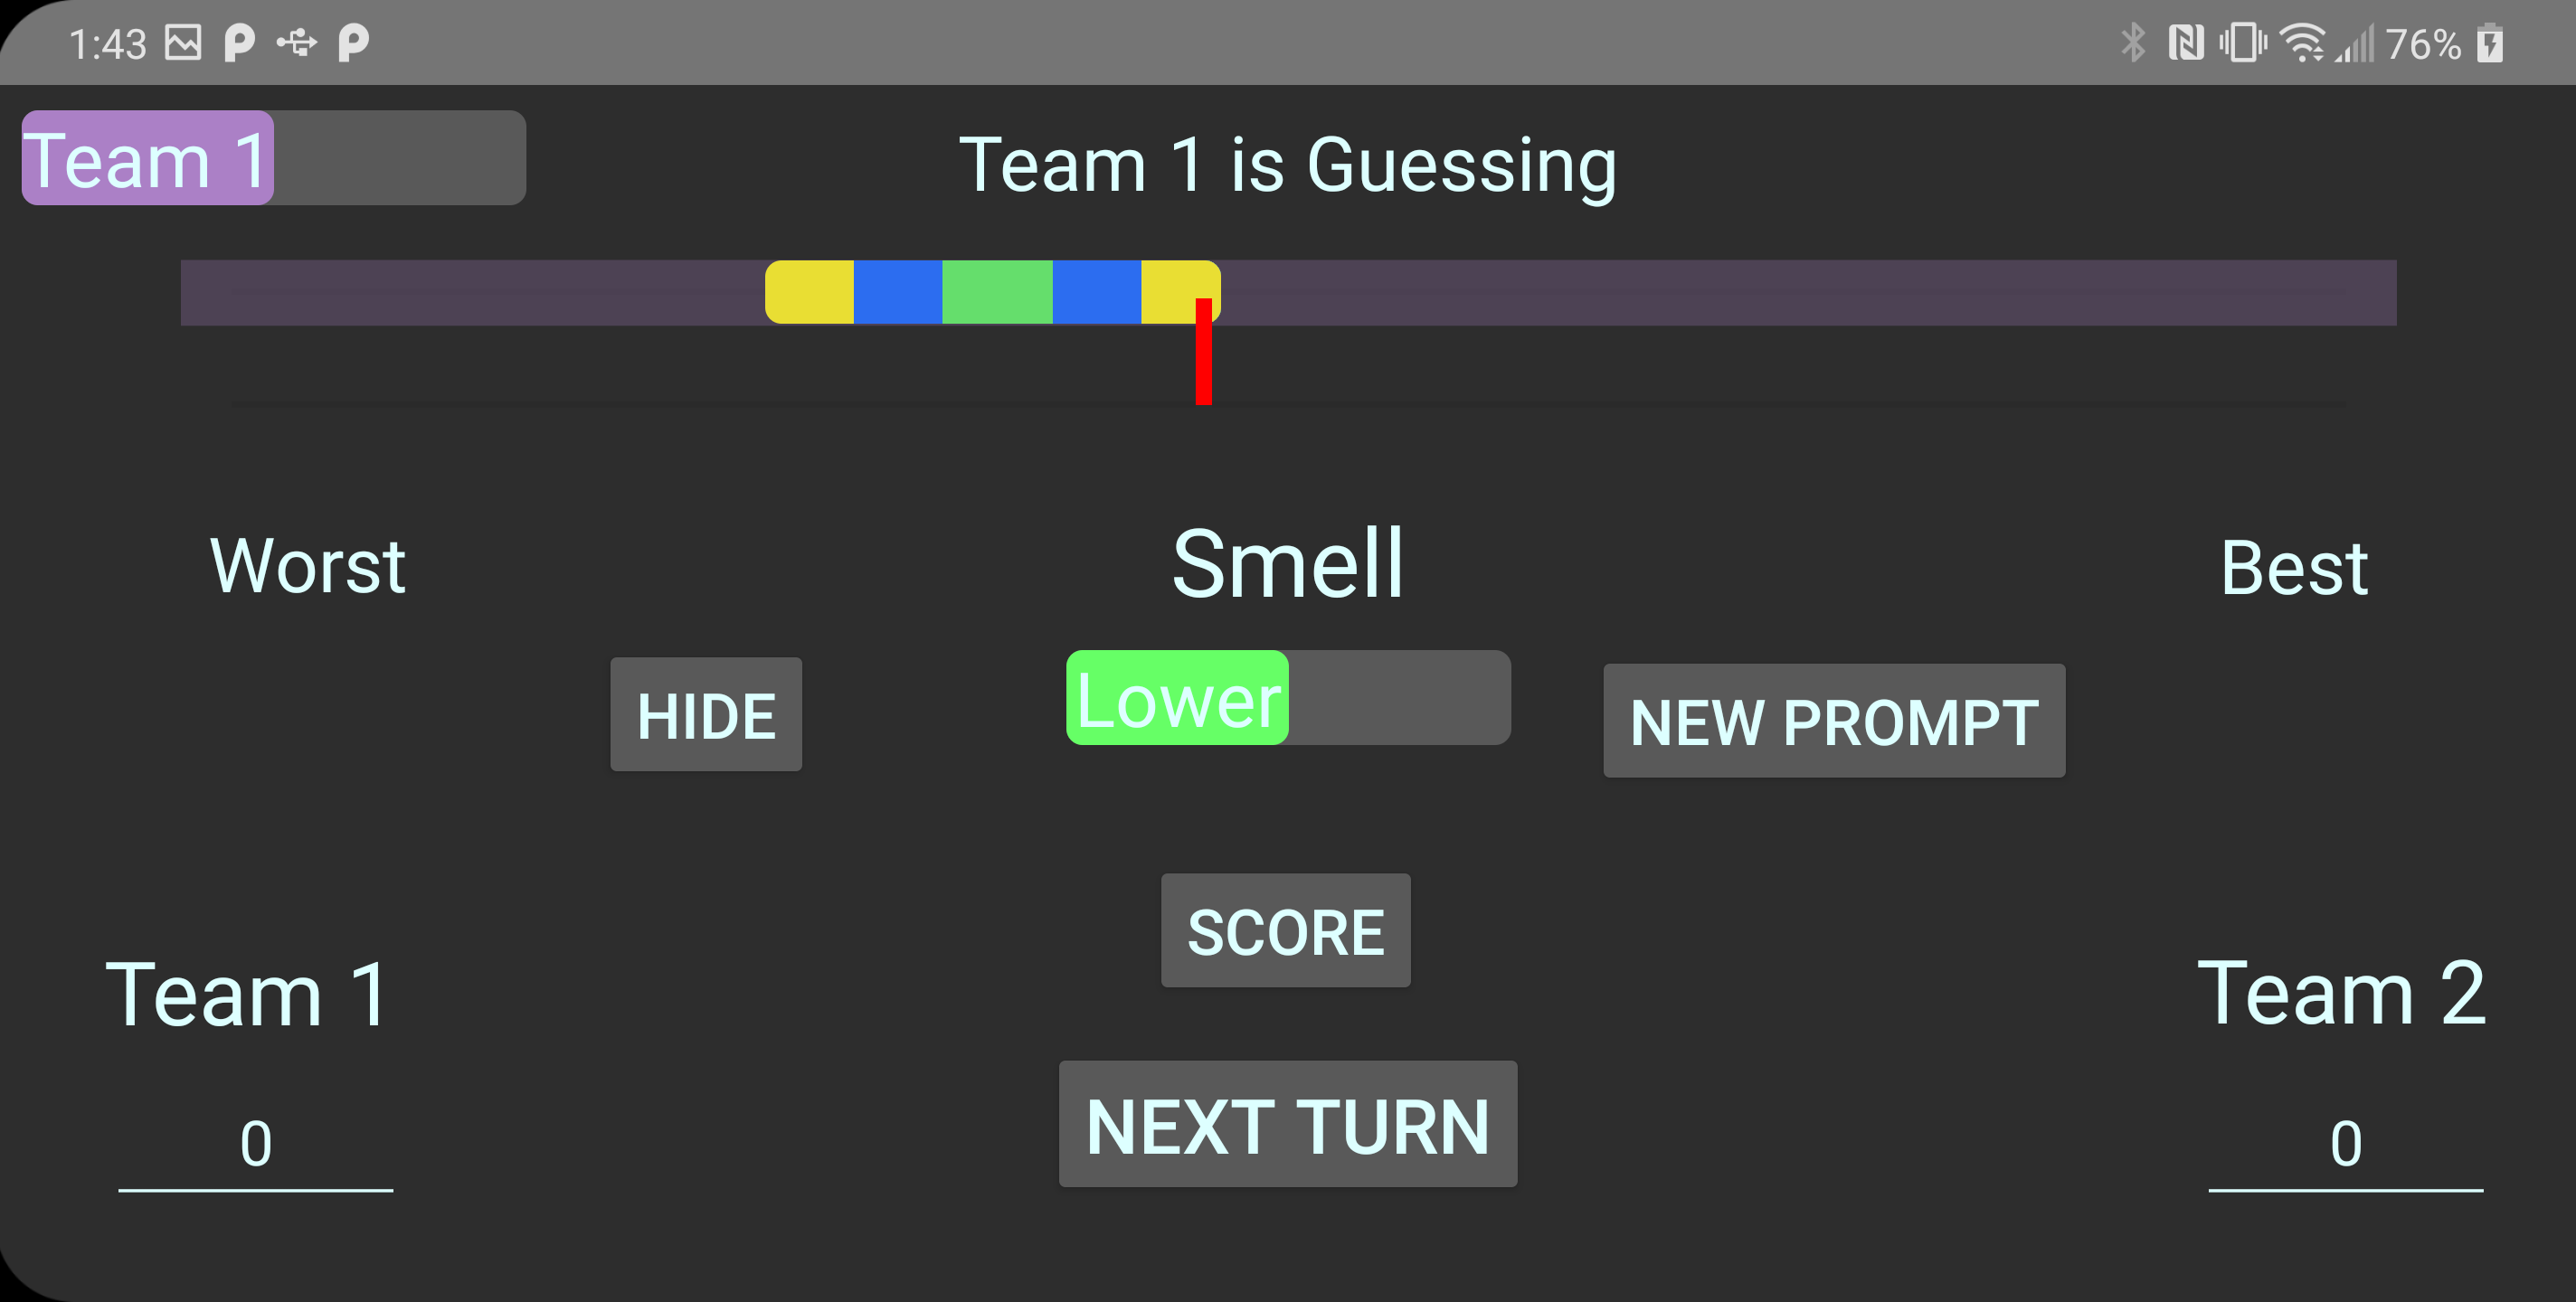 1:43 76%
Team 1
Team 1 is Guessing
Worst
Smell
Best
HIDE
Lower
NEW PROMPT
SCORE
Team 1
Team 2
NEXT TURN
0
0